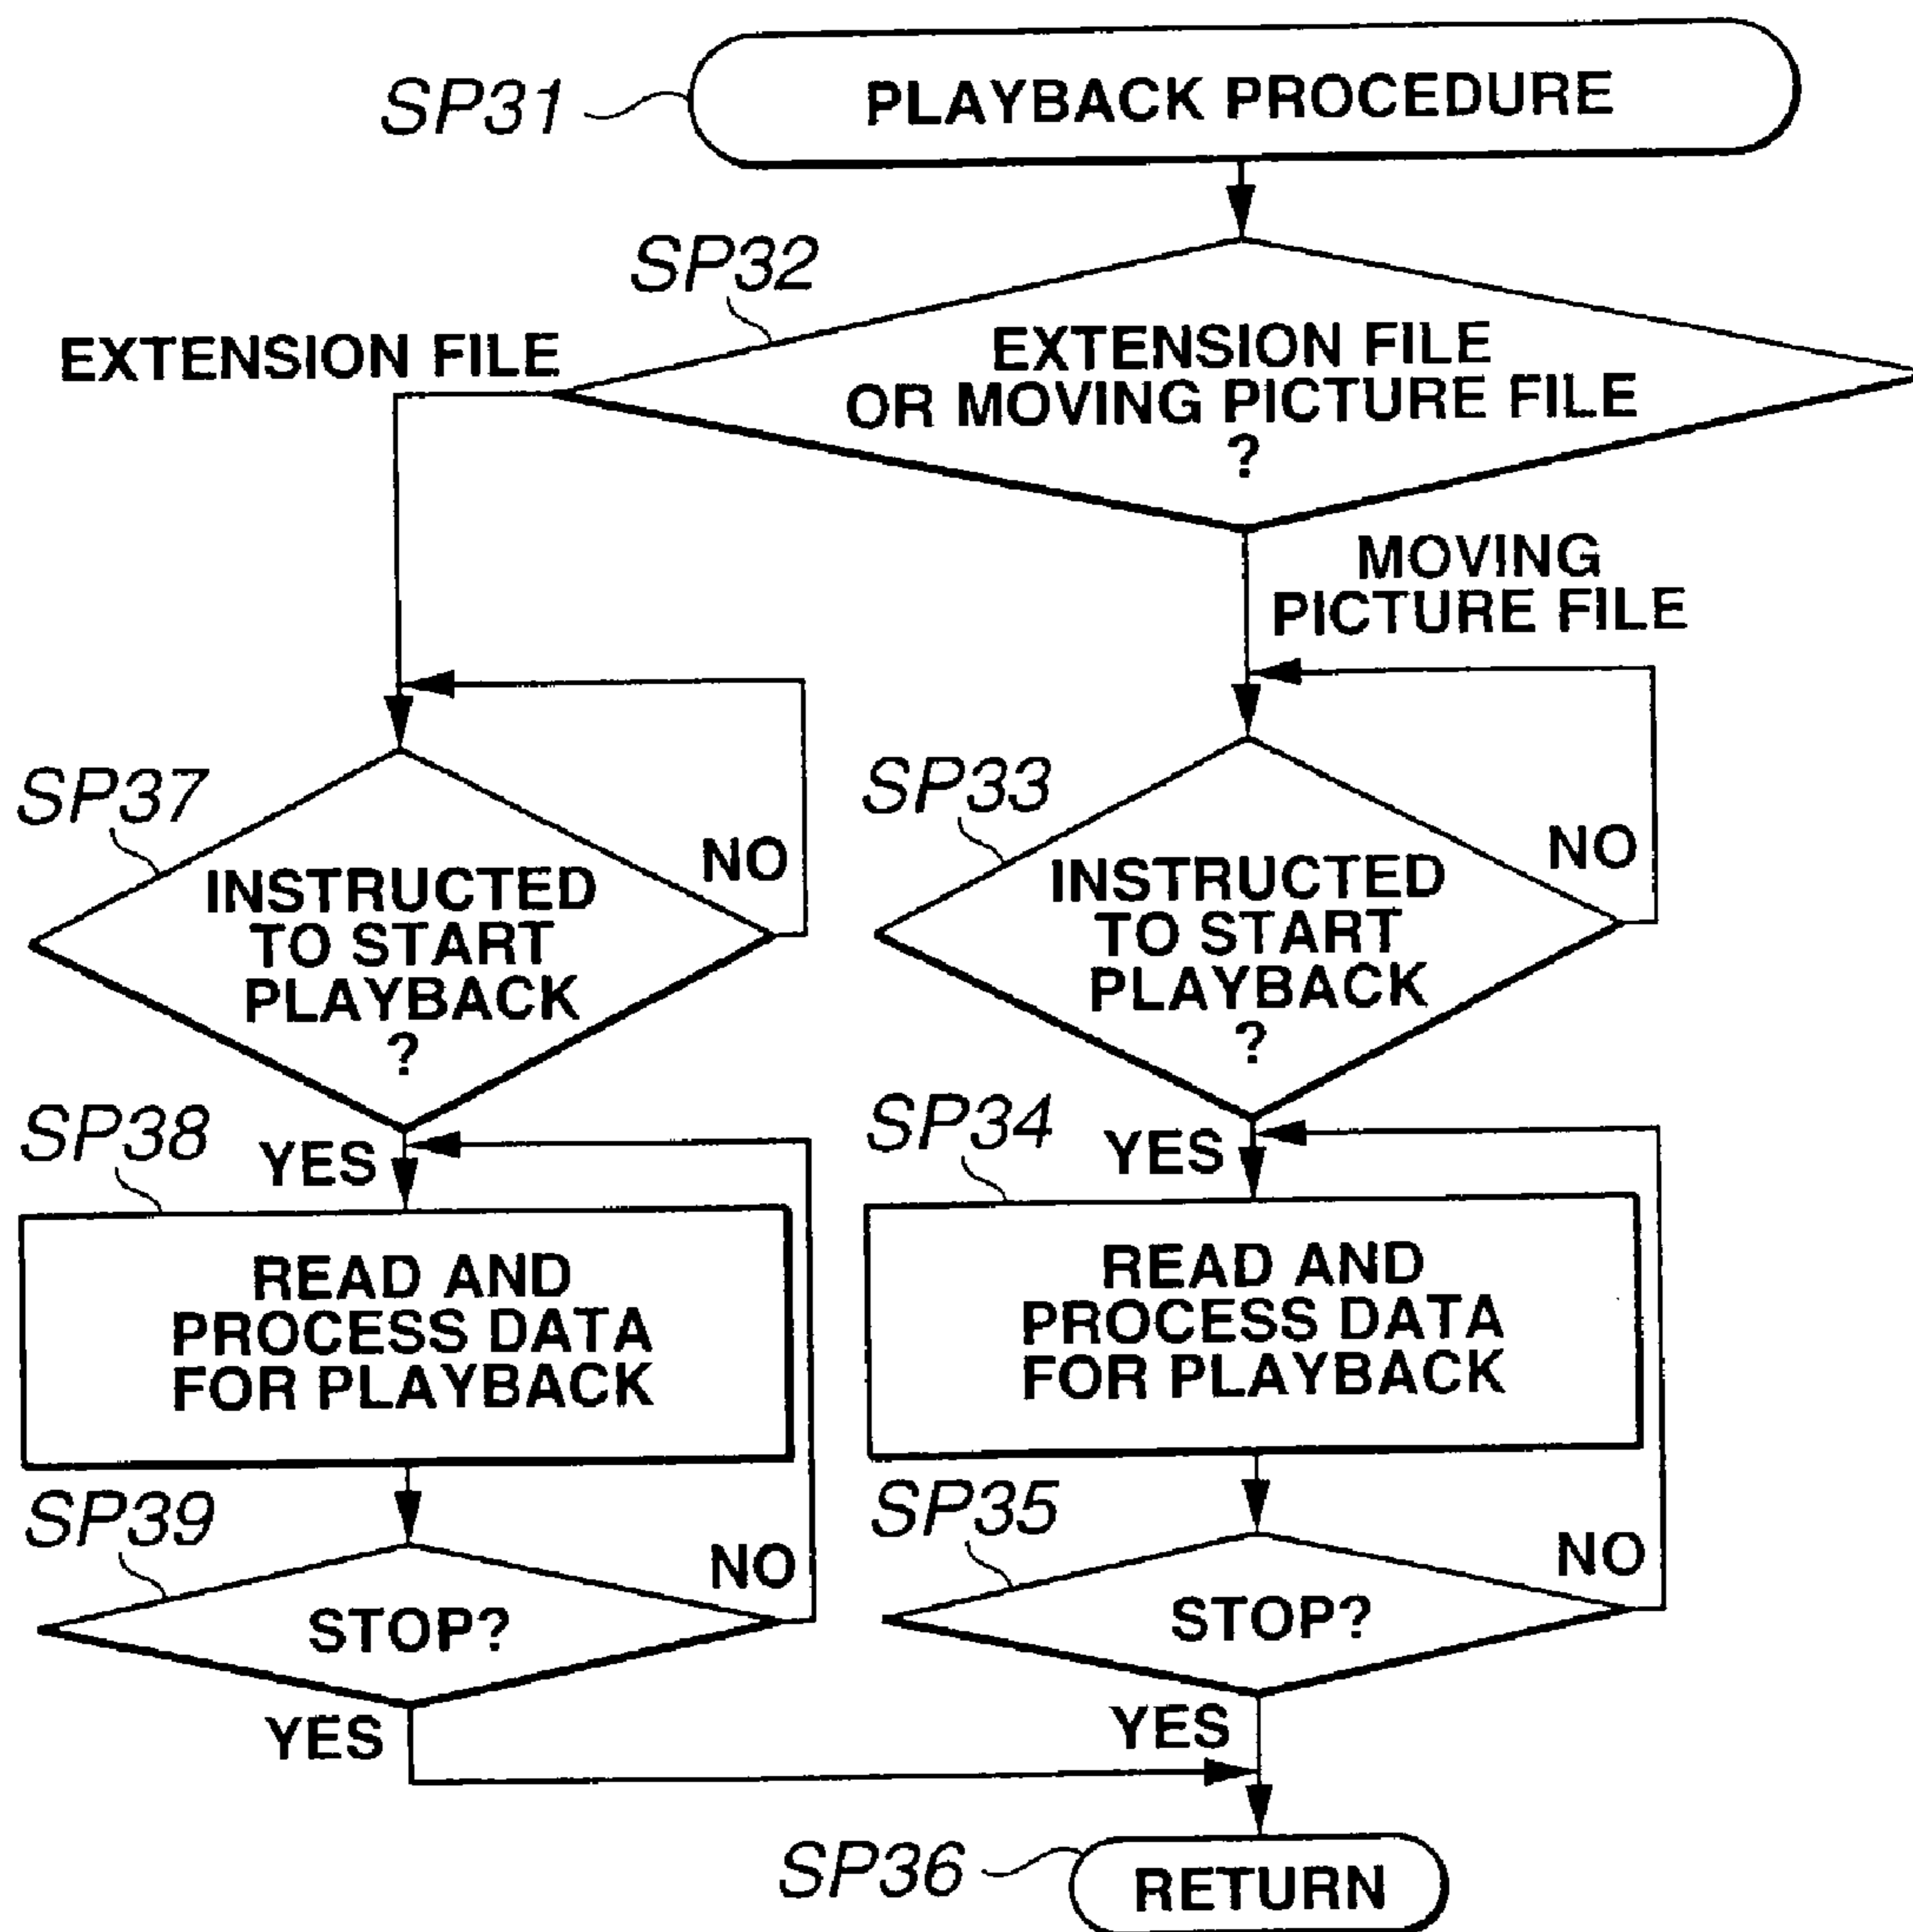 SP31
PLAYBACK PROCEDURE
SP32
EXTENSION FILE
EXTENSION FILE
OR MOVING PICTURE FILE
?
MOVING
PICTURE FILE
SP37
INSTRUCTED
TO START
PLAYBACK
?
NO
YES
SP33
INSTRUCTED
TO START
PLAYBACK
?
NO
YES
SP38
READ AND
PROCESS DATA
FOR PLAYBACK
SP34
READ AND
PROCESS DATA
FOR PLAYBACK
SP39
STOP?
NO
YES
SP35
STOP?
NO
YES
SP36
RETURN